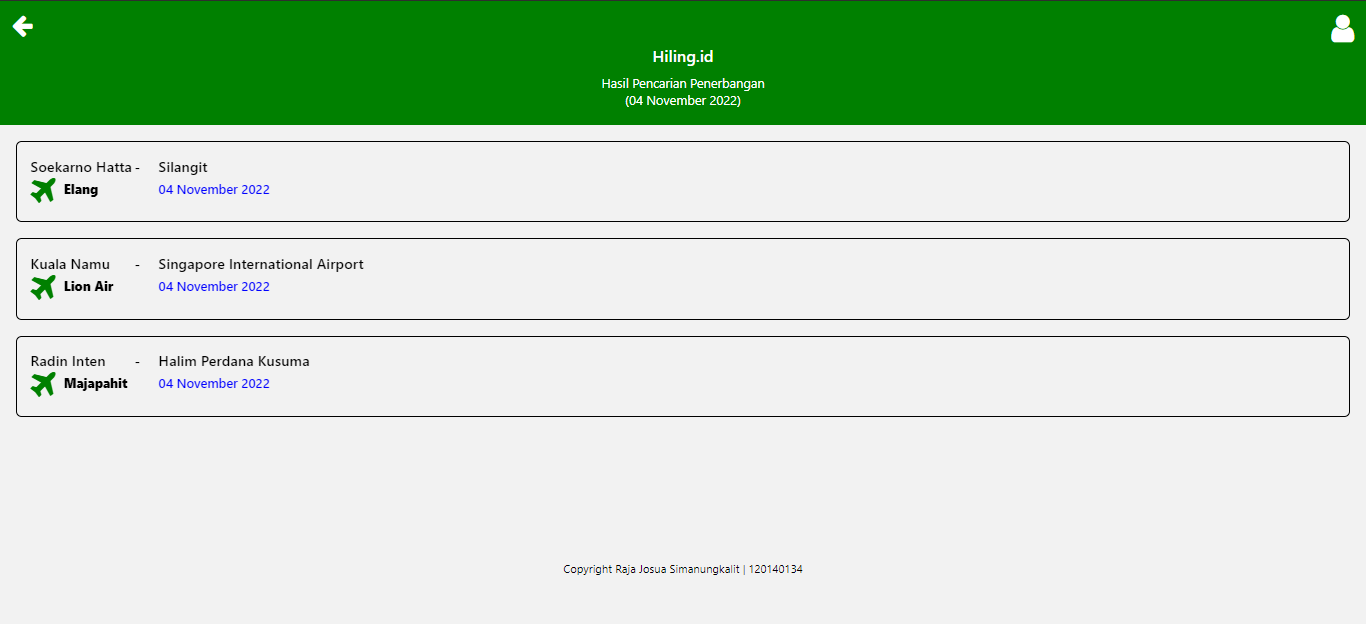 Hiling.id
Hasil Pencarian Penerbangan
(04 November 2022)
Soekarno Hatta - Silangit
Elang 04 November 2022
Kuala Namu - Singapore International Airport
Lion Air 04 November 2022
Radin Inten - Halim Perdana Kusuma
Majapahit 04 November 2022
Copyright Raja Josua Simanungkalit | 120140134